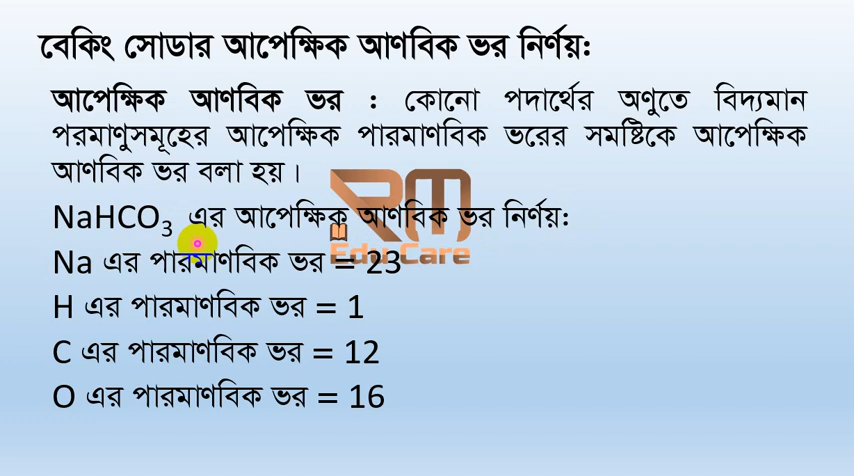 বেকিং সোডার আপেক্ষিক আণবিক ভর নির্ণয়:
আপেক্ষিক আণবিক ভর : কোনো পদার্থের অণুতে বিদ্যমান
পরমাণুসমূহের আপেক্ষিক পারমাণবিক ভরের সমষ্টিকে আপেক্ষিক
আণবিক ভর বলা হয়।
RM
Edu Care
NaHCO₃ এর আপেক্ষিক আণবিক ভর নির্ণয়:
Na এর পারমাণবিক ভর = 23
H এর পারমাণবিক ভর = 1
C এর পারমাণবিক ভর = 12
O এর পারমাণবিক ভর = 16